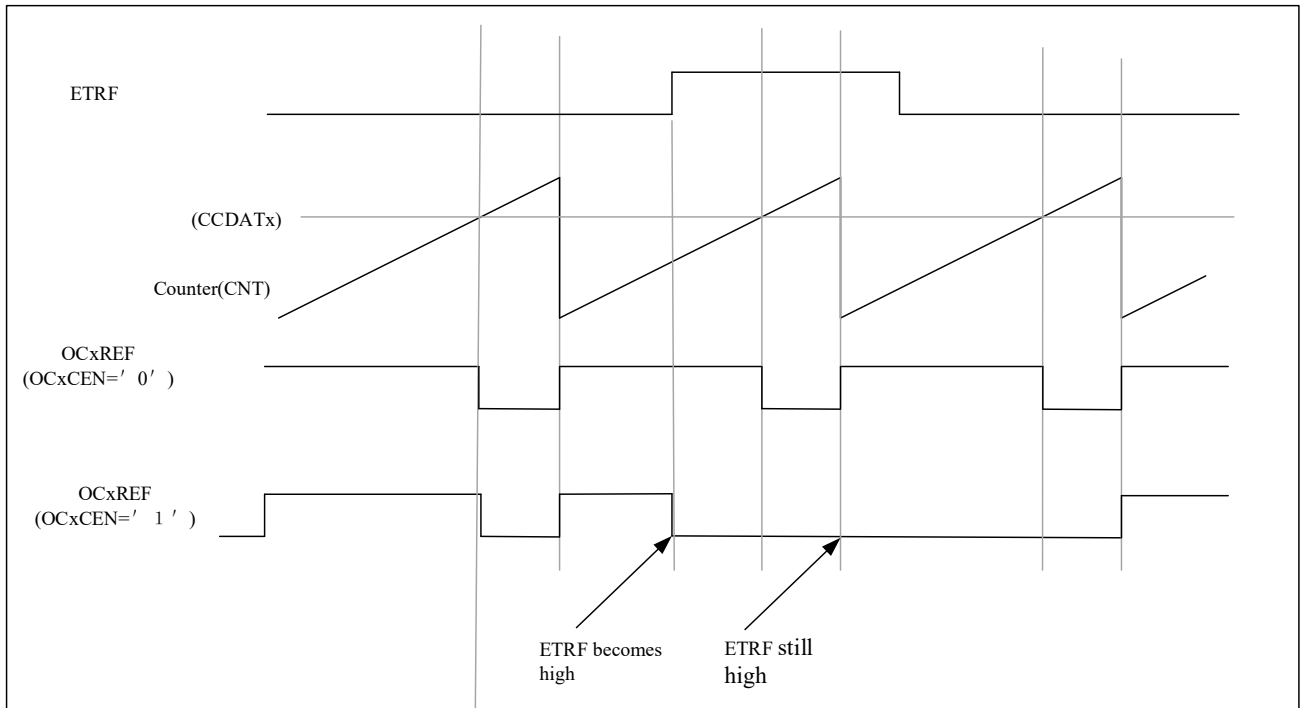 ETRF
(CCDATx)
Counter(CNT)
OCxREF
(OCxCEN=′ 0′ )
OCxREF
(OCxCEN=′ 1 ′ )
ETRF becomes
high
ETRF still
high